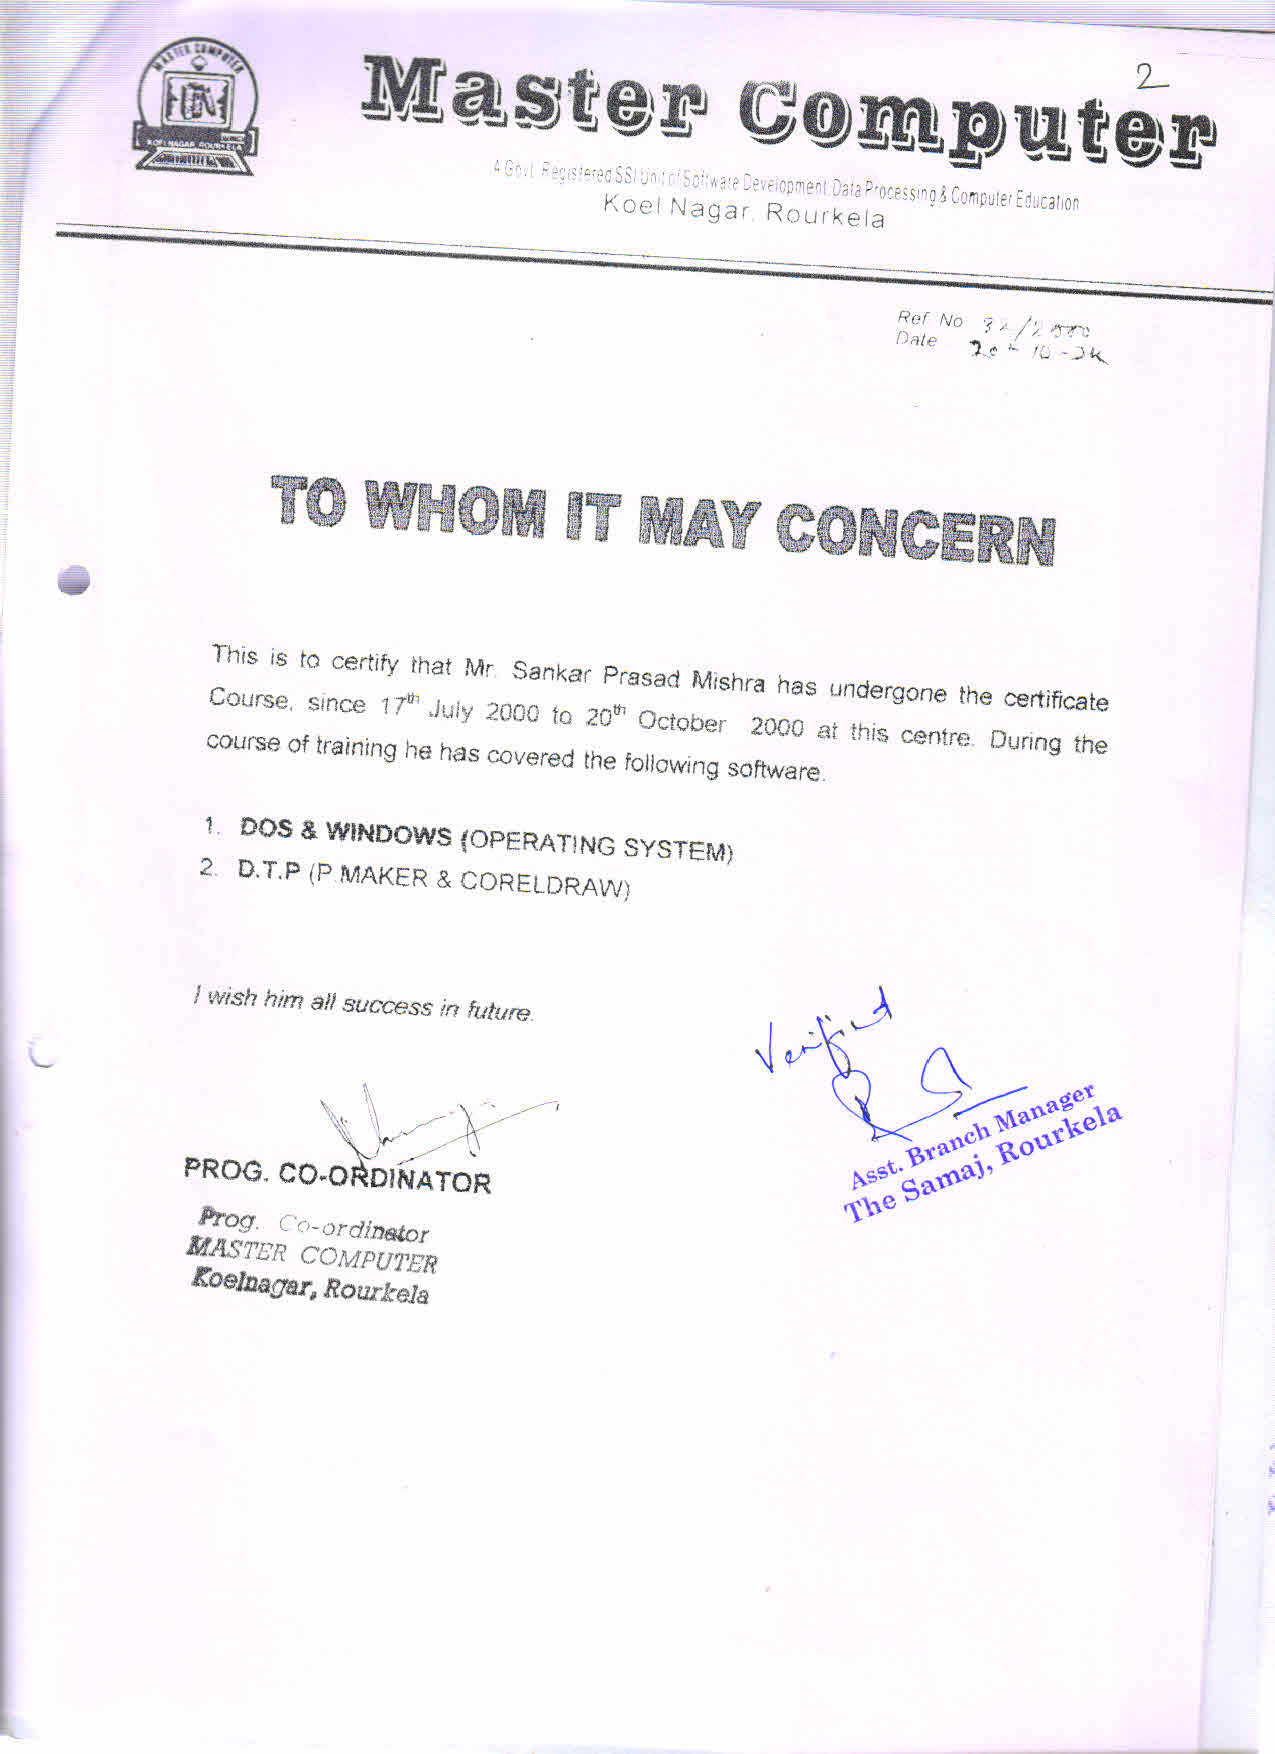 2
MASTER COMPUTER
KOEL NAGAR, ROURKELA
Master Computer
A Govt. Registered SSI Unit of Software Development, Data Processing & Computer Education
Koel Nagar, Rourkela
Ref No 32/2000
Date 20-10-2K
TO WHOM IT MAY CONCERN
This is to certify that Mr. Sankar Prasad Mishra has undergone the certificate
Course, since 17th July 2000 to 20th October 2000 at this centre. During the
course of training he has covered the following software.
1. DOS & WINDOWS (OPERATING SYSTEM)
2. D.T.P (P.MAKER & CORELDRAW)
I wish him all success in future.
Verified
Asst. Branch Manager
The Samaj, Rourkela
PROG. CO-ORDINATOR
Prog. Co-ordinator
MASTER COMPUTER
Koelnagar, Rourkela